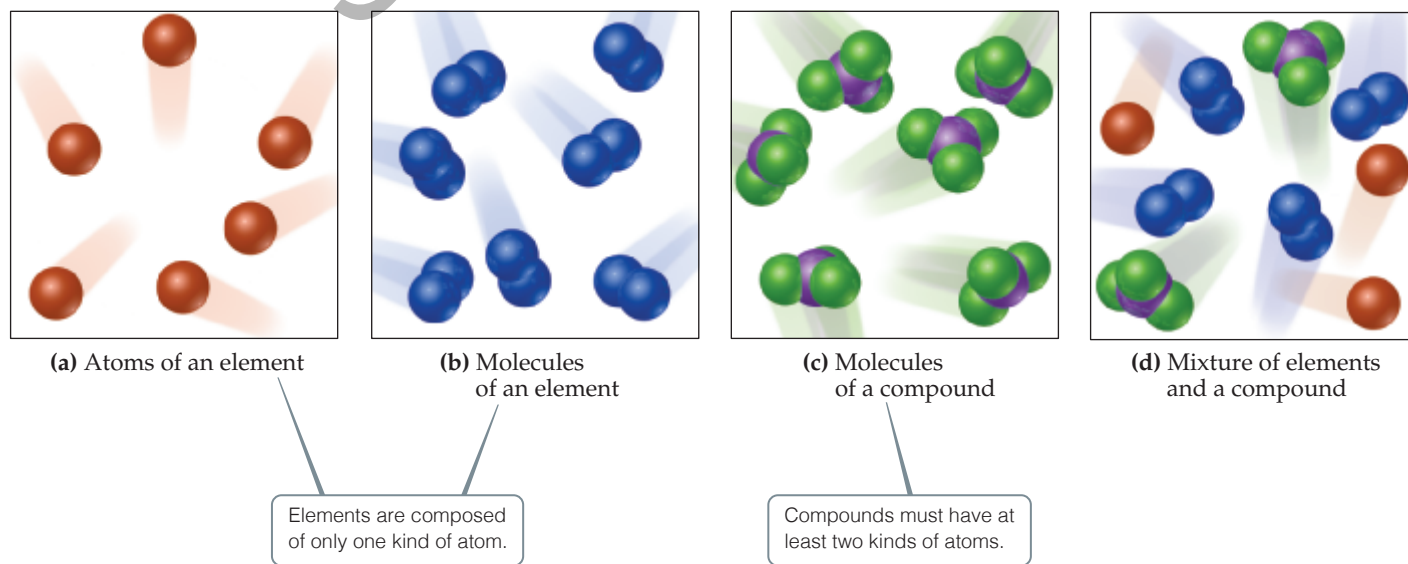 (a) Atoms of an element
(b) Molecules
of an element
(c) Molecules
of a compound
(d) Mixture of elements
and a compound
Elements are composed
of only one kind of atom.
Compounds must have at
least two kinds of atoms.